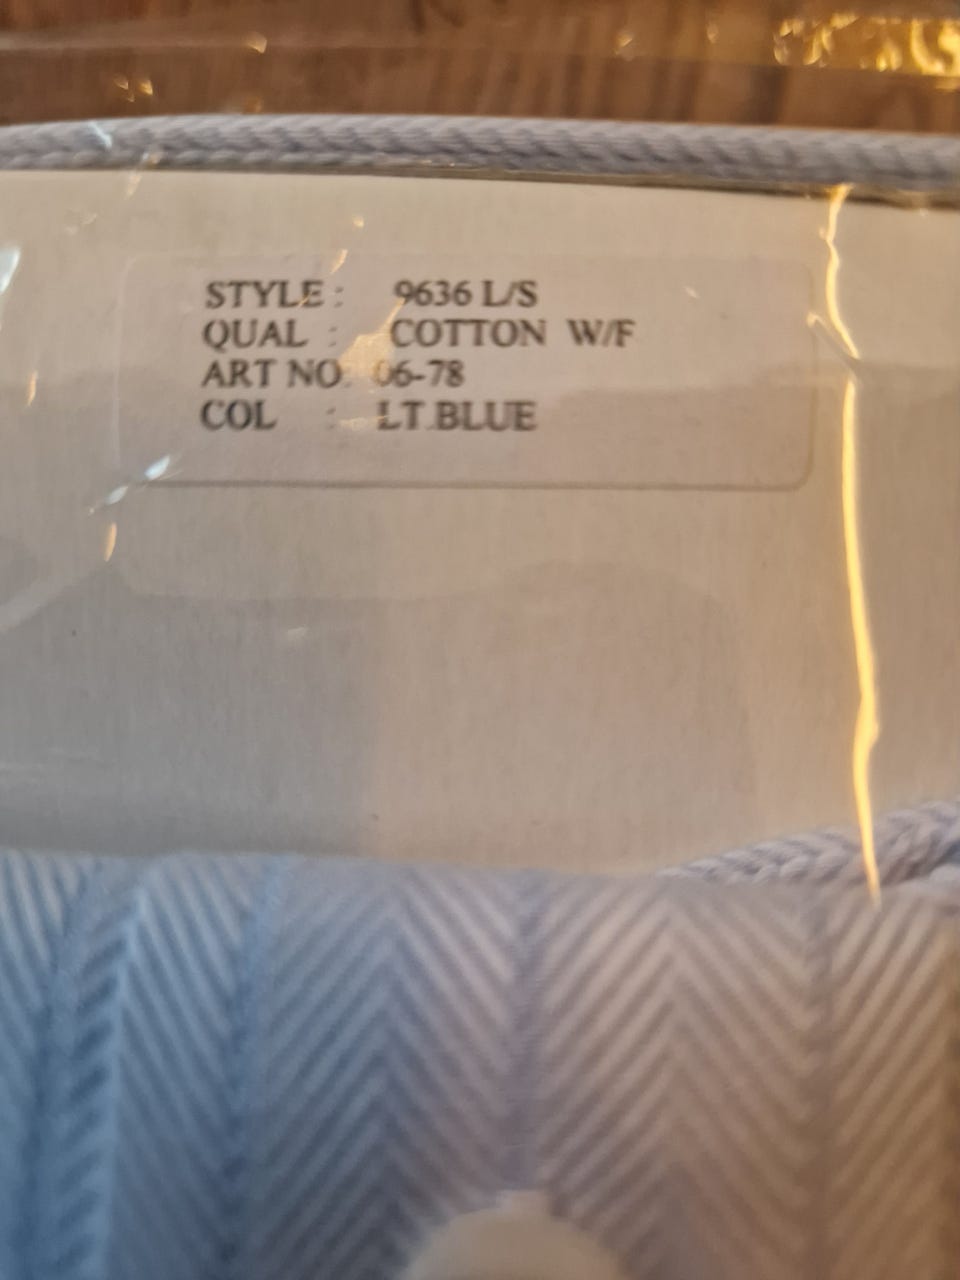 STYLE : 9636 L/S
QUAL : COTTON W/F
ART NO: 06-78
COL : LT.BLUE